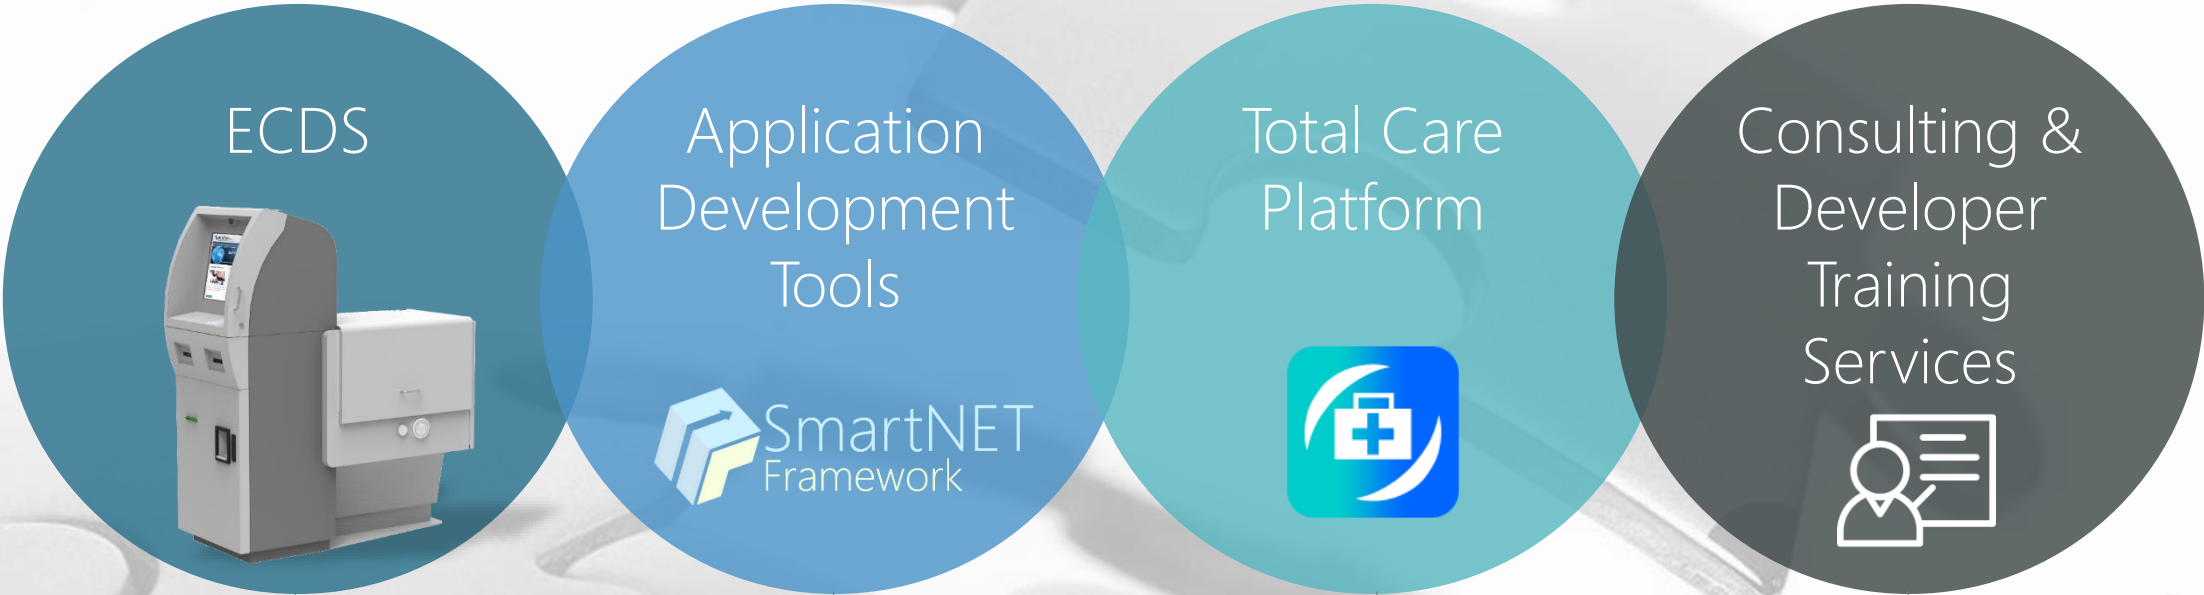 ECDS
Application
Development
Tools
SmartNET
Framework
Total Care
Platform
Consulting &
Developer
Training
Services